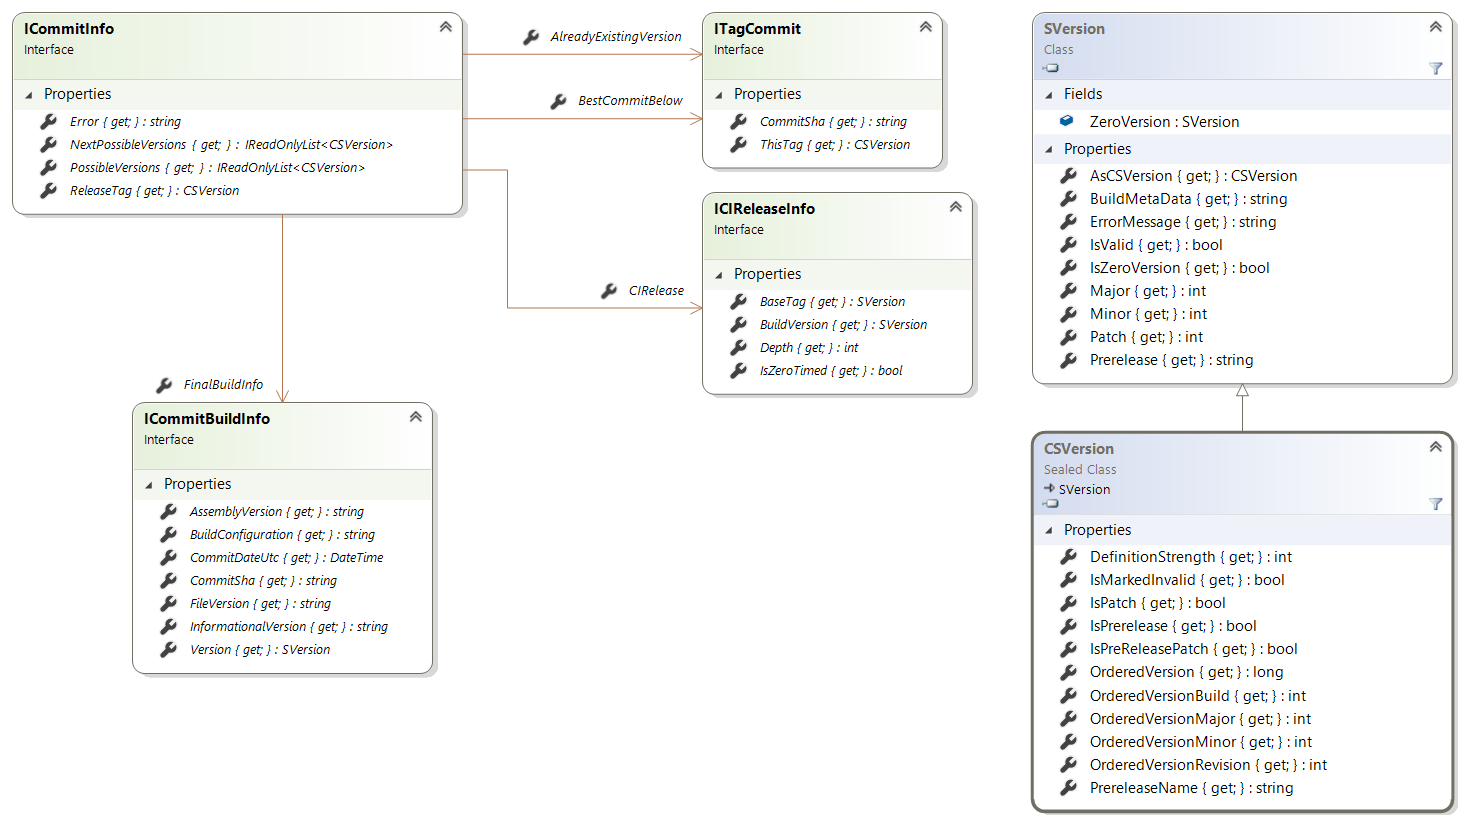 ICommitInfo
Interface
Properties
Error { get; } : string
NextPossibleVersions { get; } : IReadOnlyList<CSVersion>
PossibleVersions { get; } : IReadOnlyList<CSVersion>
ReleaseTag { get; } : CSVersion
AlreadyExistingVersion
BestCommitBelow
CIRelease
FinalBuildInfo
ITagCommit
Interface
Properties
CommitSha { get; } : string
ThisTag { get; } : CSVersion
ICIReleaseInfo
Interface
Properties
BaseTag { get; } : SVersion
BuildVersion { get; } : SVersion
Depth { get; } : int
IsZeroTimed { get; } : bool
ICommitBuildInfo
Interface
Properties
AssemblyVersion { get; } : string
BuildConfiguration { get; } : string
CommitDateUtc { get; } : DateTime
CommitSha { get; } : string
FileVersion { get; } : string
InformationalVersion { get; } : string
Version { get; } : SVersion
SVersion
Class
Fields
ZeroVersion : SVersion
Properties
AsCSVersion { get; } : CSVersion
BuildMetaData { get; } : string
ErrorMessage { get; } : string
IsValid { get; } : bool
IsZeroVersion { get; } : bool
Major { get; } : int
Minor { get; } : int
Patch { get; } : int
Prerelease { get; } : string
CSVersion
Sealed Class
SVersion
Properties
DefinitionStrength { get; } : int
IsMarkedInvalid { get; } : bool
IsPatch { get; } : bool
IsPrerelease { get; } : bool
IsPreReleasePatch { get; } : bool
OrderedVersion { get; } : long
OrderedVersionBuild { get; } : int
OrderedVersionMajor { get; } : int
OrderedVersionMinor { get; } : int
OrderedVersionRevision { get; } : int
PrereleaseName { get; } : string